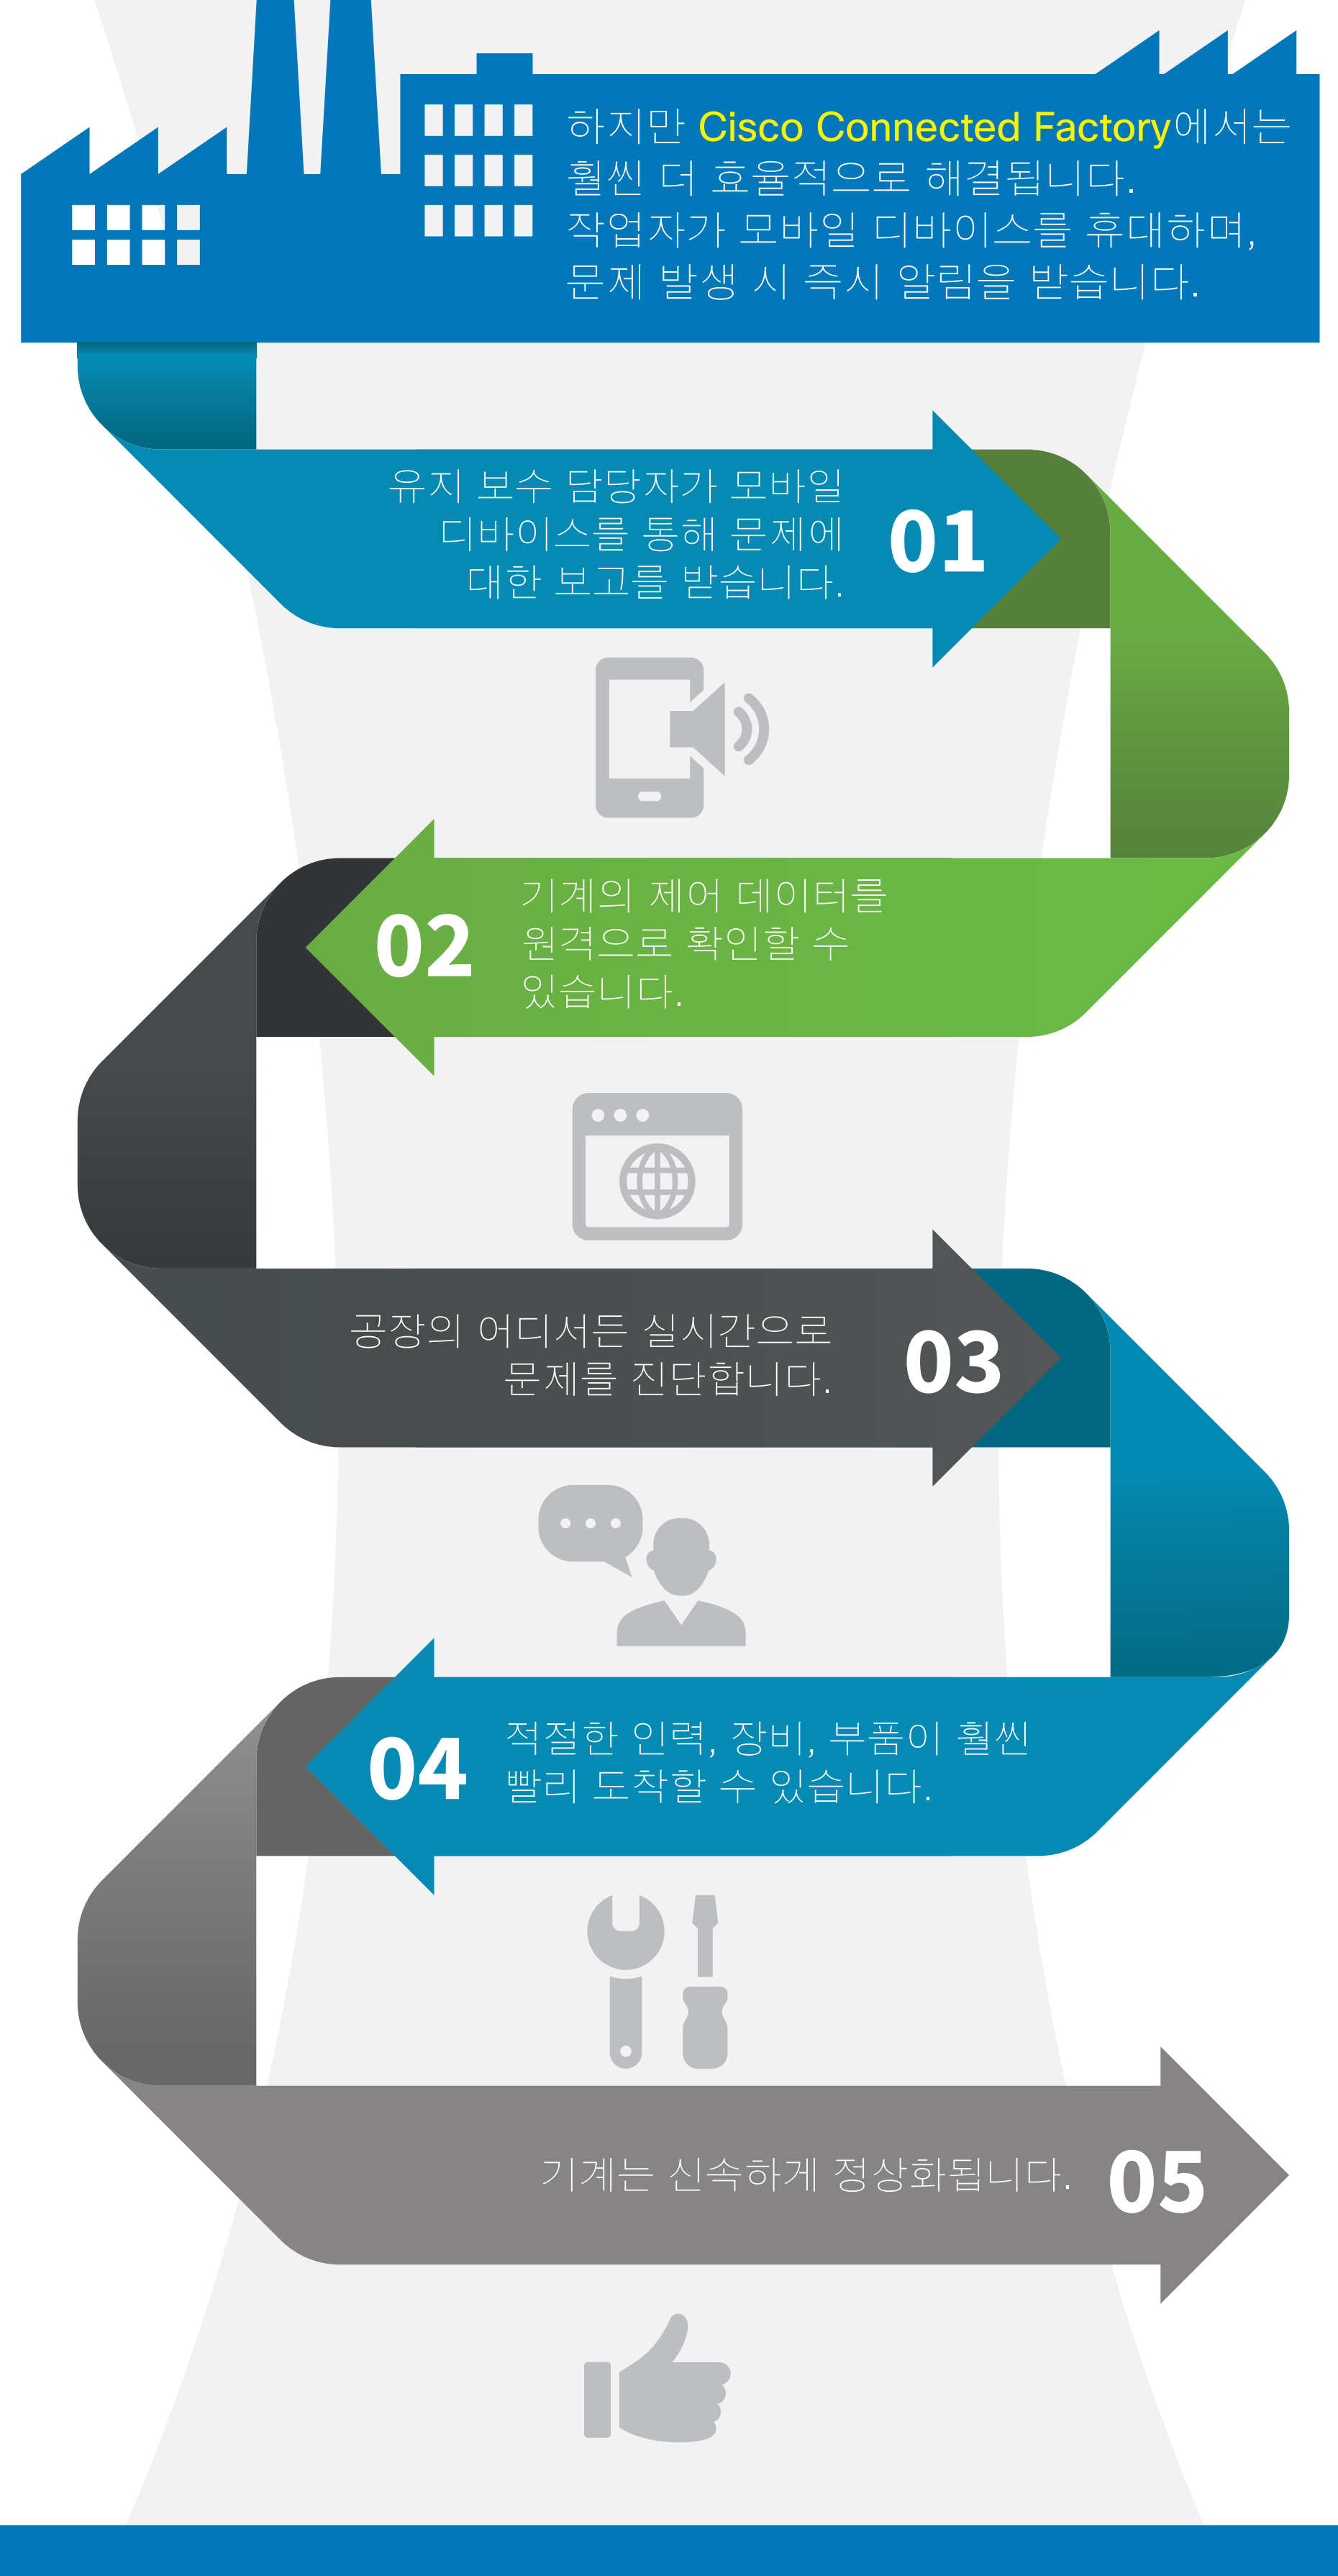 하지만 Cisco Connected Factory에서는
훨씬 더 효율적으로 해결됩니다.
작업자가 모바일 디바이스를 휴대하며,
문제 발생 시 즉시 알림을 받습니다.
유지 보수 담당자가 모바일
디바이스를 통해 문제에
대한 보고를 받습니다.
01
02
기계의 제어 데이터를
원격으로 확인할 수
있습니다.
공장의 어디서든 실시간으로
문제를 진단합니다.
03
04
적절한 인력, 장비, 부품이 훨씬
빨리 도착할 수 있습니다.
기계는 신속하게 정상화됩니다.
05